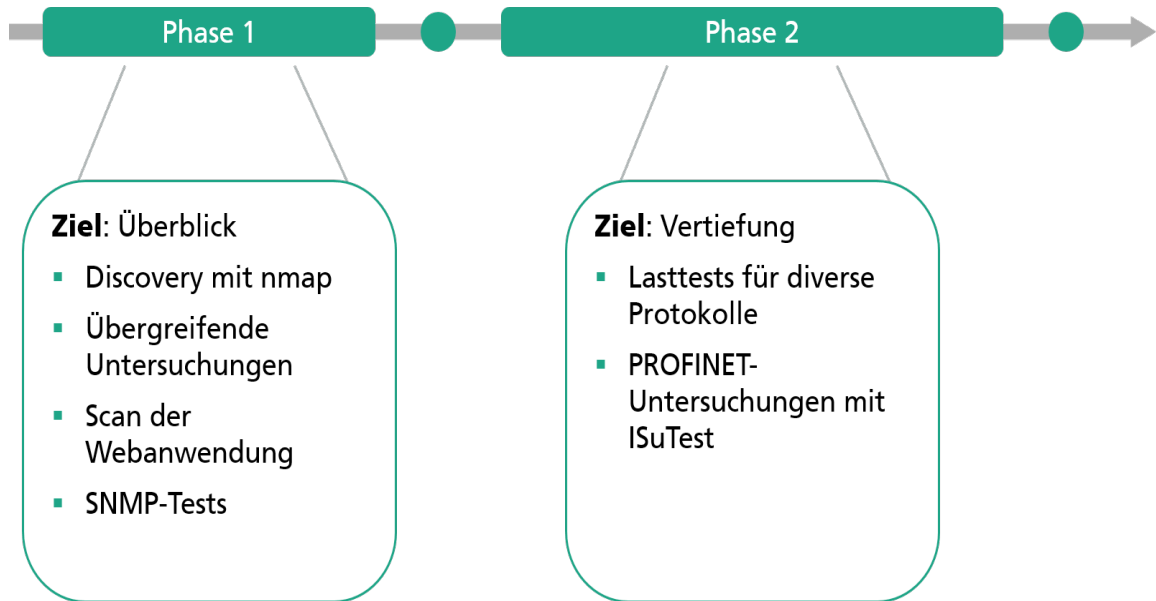 Phase 1
Phase 2
Ziel: Überblick
Discovery mit nmap
Übergreifende
Untersuchungen
Scan der
Webanwendung
SNMP-Tests
Ziel: Vertiefung
Lasttests für diverse
Protokolle
PROFINET-
Untersuchungen mit
ISuTest